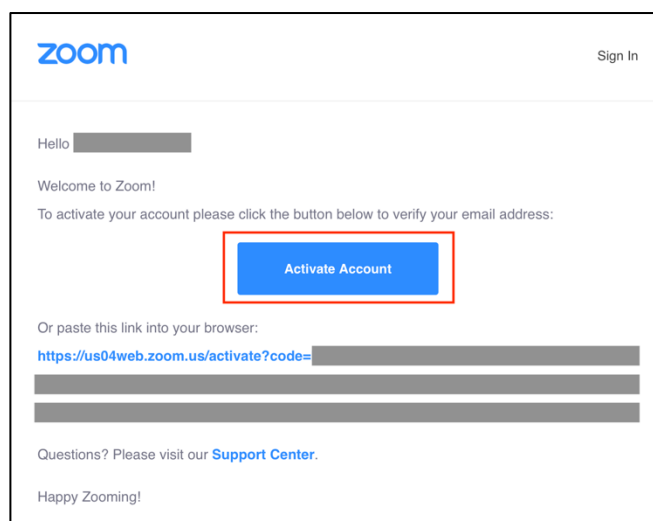 zoom
Sign In
Hello
Welcome to Zoom!
To activate your account please click the button below to verify your email address:
Activate Account
Or paste this link into your browser:
https://us04web.zoom.us/activate?code=
Questions? Please visit our Support Center.
Happy Zooming!